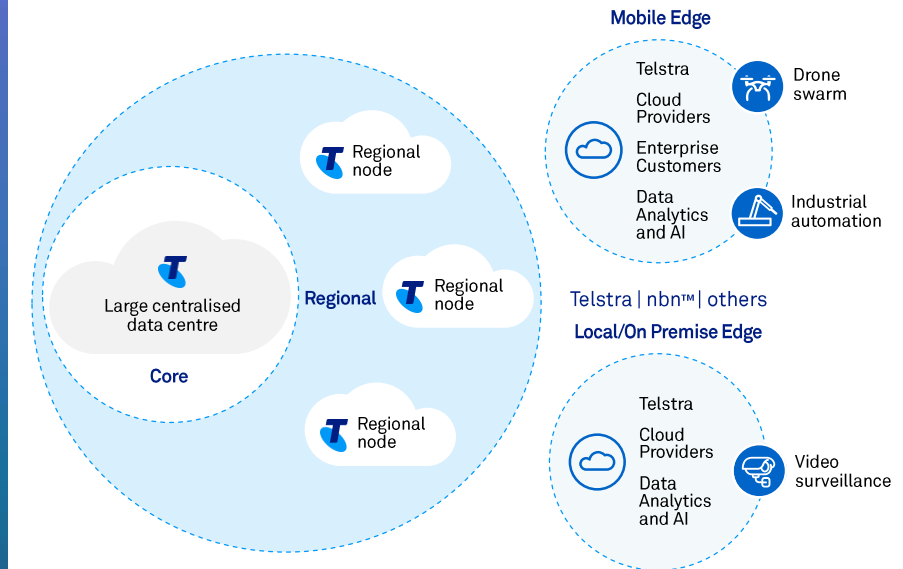 Mobile Edge
Telstra
Cloud
Providers
Enterprise
Customers
Data
Analytics
and AI
Drone
swarm
Industrial
automation
T Regional
node
T
Large centralised
data centre
Core
Regional
T Regional
node
T Regional
node
Telstra | nbn™ | others
Local/On Premise Edge
Telstra
Cloud
Providers
Data
Analytics
and AI
Video
surveillance